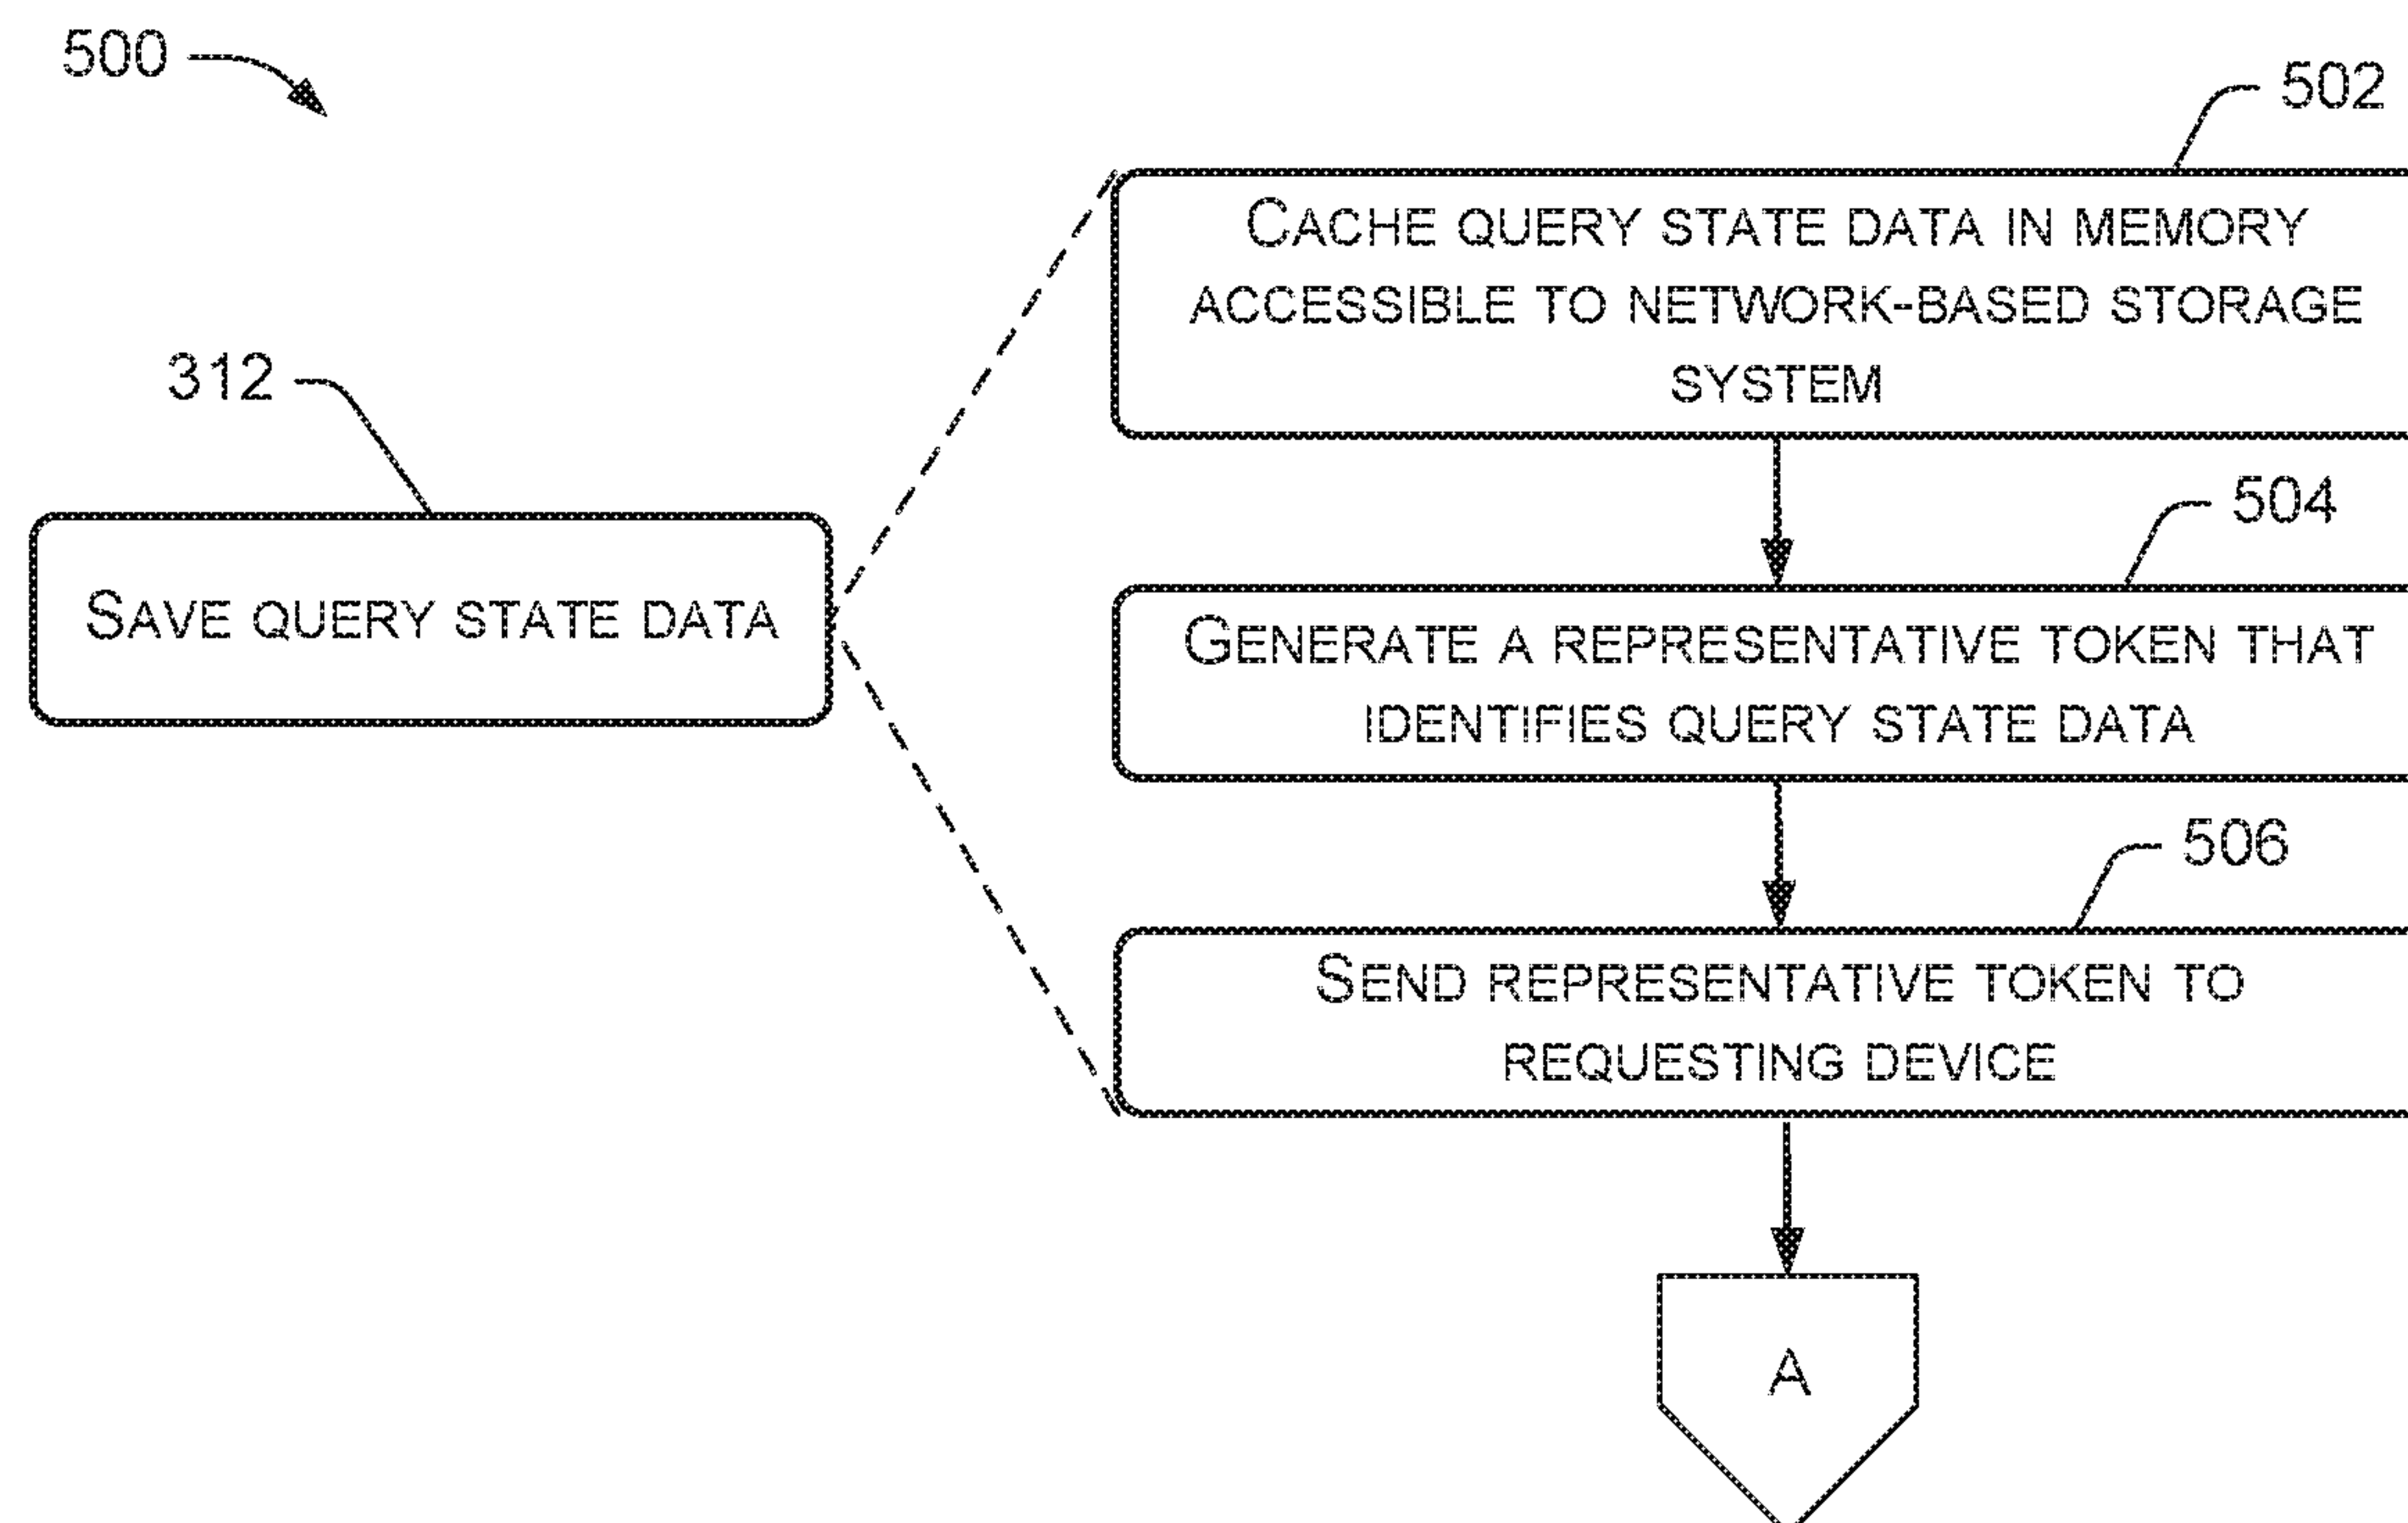 500
502
CACHE QUERY STATE DATA IN MEMORY
ACCESSIBLE TO NETWORK-BASED STORAGE
SYSTEM
312
504
SAVE QUERY STATE DATA
GENERATE A REPRESENTATIVE TOKEN THAT
IDENTIFIES QUERY STATE DATA
506
SEND REPRESENTATIVE TOKEN TO
REQUESTING DEVICE
A